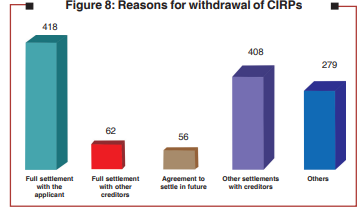 Figure 8: Reasons for withdrawal of CIRPs
418
62
56
408
279
Full settlement
with the
applicant
Full settlement
with other
creditors
Agreement to
settle in future
Other settlements
with creditors
Others